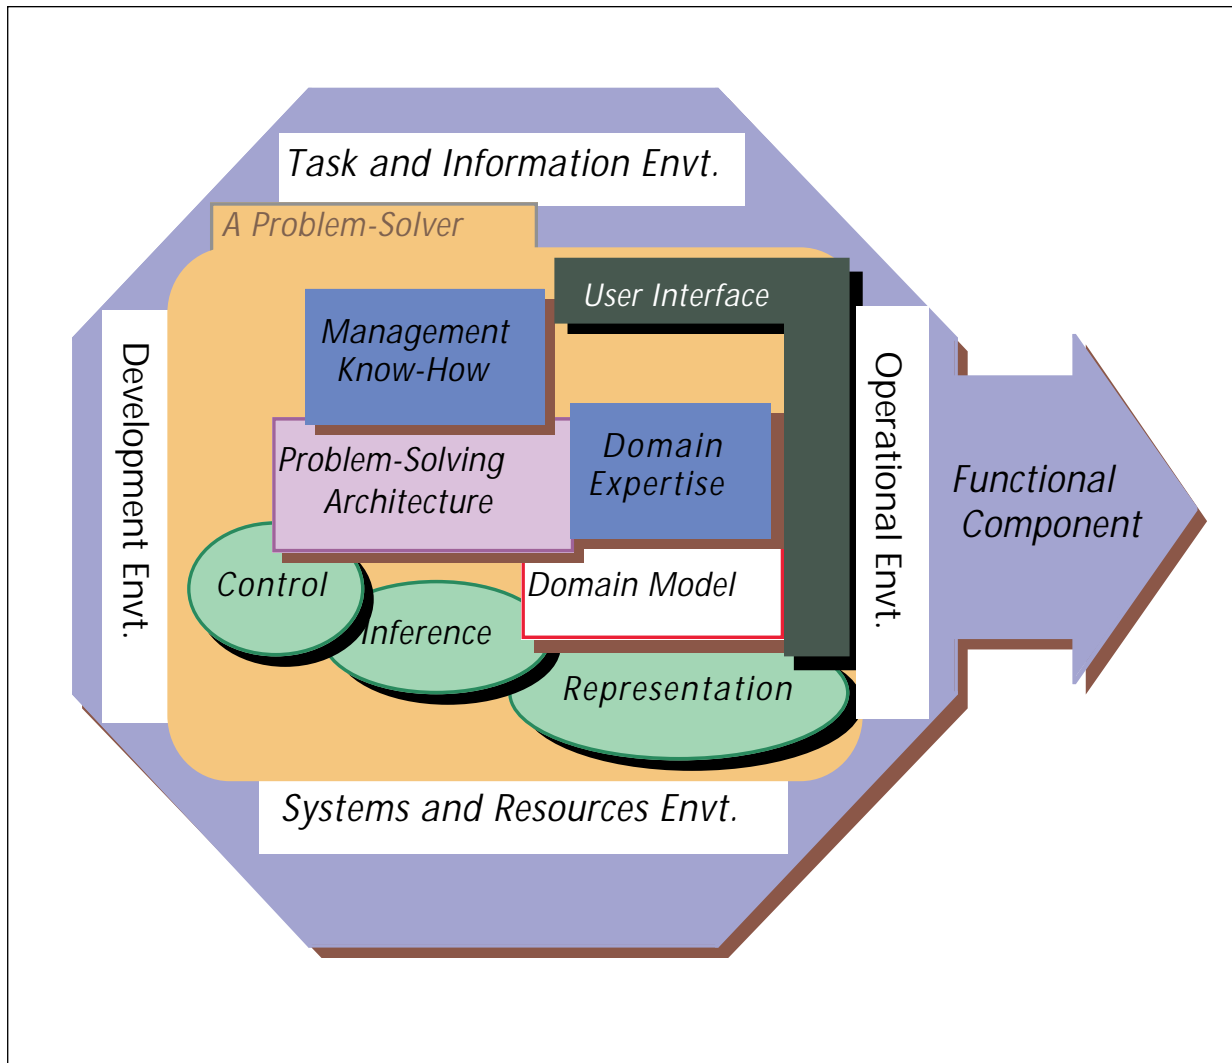 Task and Information Envt.
A Problem-Solver
User Interface
Management
Know-How
Development Envt.
Operational Envt.
Problem-Solving
Architecture
Domain
Expertise
Functional
Component
Control
Domain Model
Inference
Representation
Systems and Resources Envt.